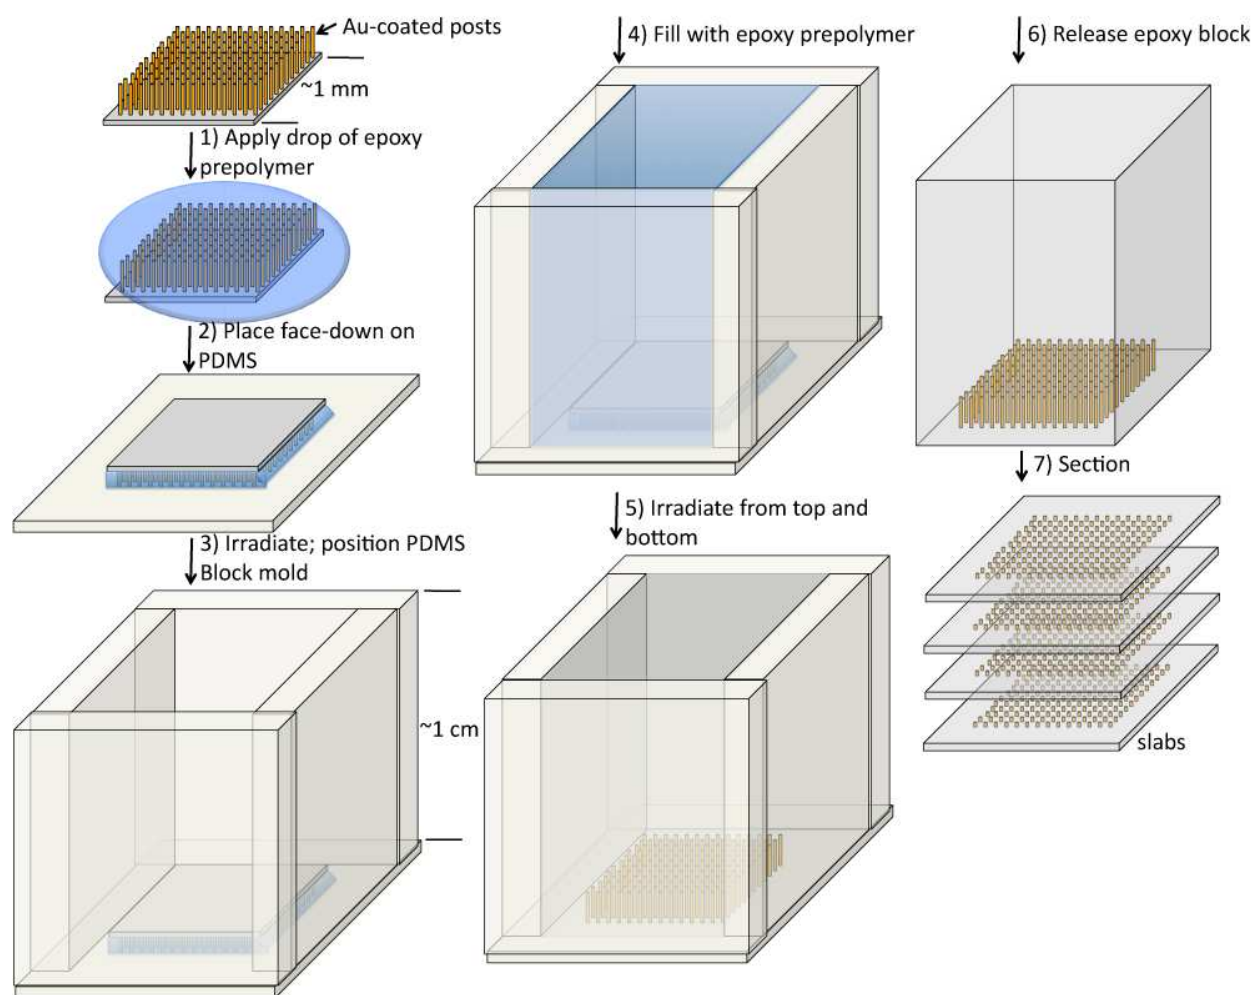 Au-coated posts
~1 mm
1) Apply drop of epoxy
prepolymer
2) Place face-down on
PDMS
3) Irradiate; position PDMS
Block mold
~1 cm
4) Fill with epoxy prepolymer
5) Irradiate from top and
bottom
6) Release epoxy block
7) Section
slabs